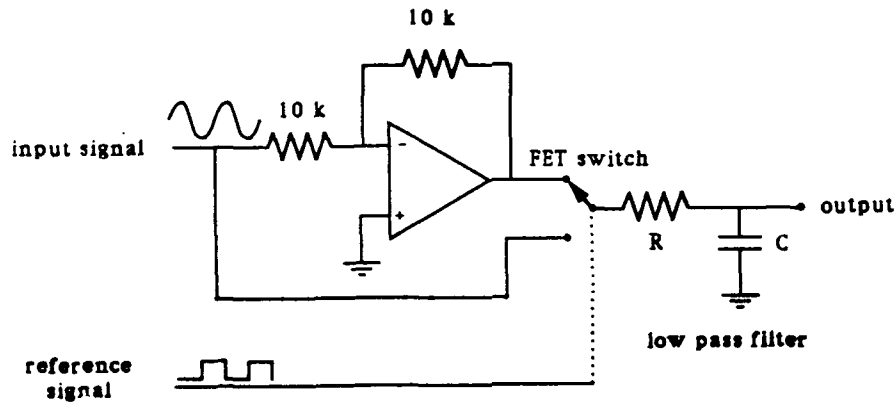 10 k
10 k
input signal
FET switch
output
R
C
low pass filter
reference
signal